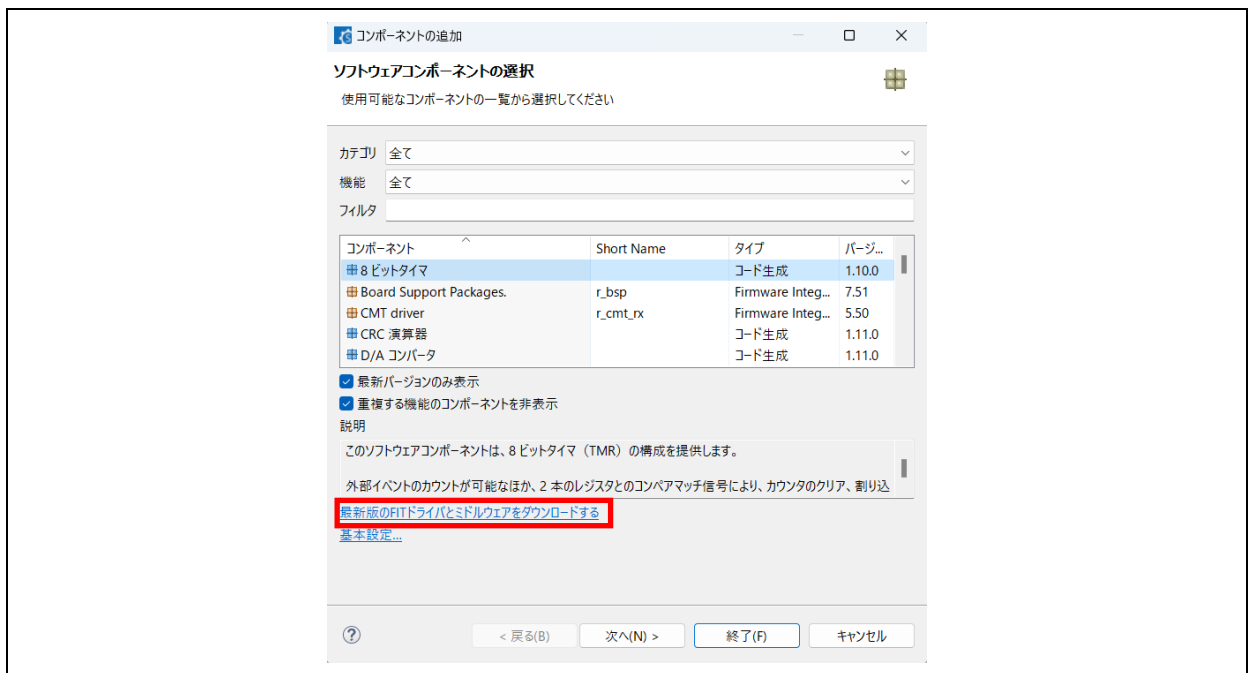 コンポーネントの追加
ソフトウェアコンポーネントの選択
使用可能なコンポーネントの一覧から選択してください
カテゴリ 全て
機能 全て
フィルタ
コンポーネント Short Name タイプ バージ...
8 ビットタイマ コード生成 1.10.0
Board Support Packages. r_bsp Firmware Integ... 7.51
CMT driver r_cmt_rx Firmware Integ... 5.50
CRC 演算器 コード生成 1.11.0
D/A コンバータ コード生成 1.11.0
最新バージョンのみ表示
重複する機能のコンポーネントを非表示
説明
このソフトウェアコンポーネントは、8 ビットタイマ（TMR）の構成を提供します。
外部イベントのカウントが可能なほか、2 本のレジスタとのコンペアマッチ信号により、カウンタのクリア、割り込
最新版のFITドライバとミドルウェアをダウンロードする
基本設定...
? < 戻る(B) 次へ(N) > 終了(F) キャンセル